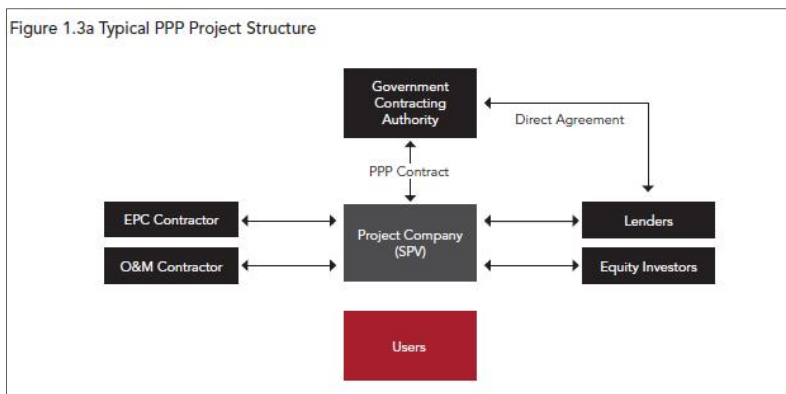 Figure 1.3a Typical PPP Project Structure
Government
Contracting
Authority
Direct Agreement
PPP Contract
EPC Contractor
Project Company
(SPV)
Lenders
O&M Contractor
Equity Investors
Users